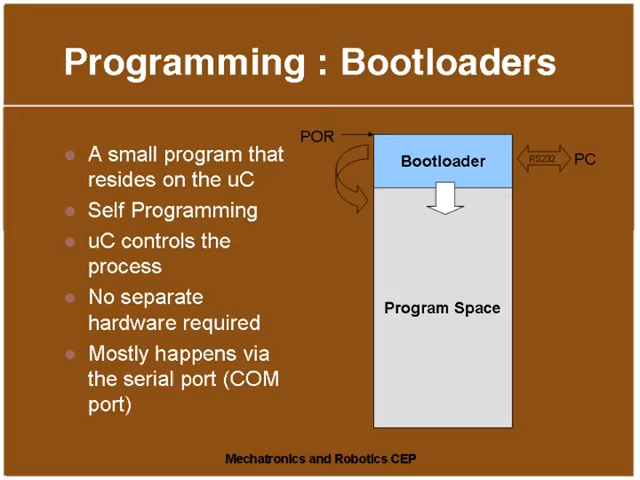 Programming : Bootloaders
A small program that
resides on the uC
Self Programming
uC controls the
process
No separate
hardware required
Mostly happens via
the serial port (COM
port)
POR
Bootloader
RS232
PC
Program Space
Mechatronics and Robotics CEP